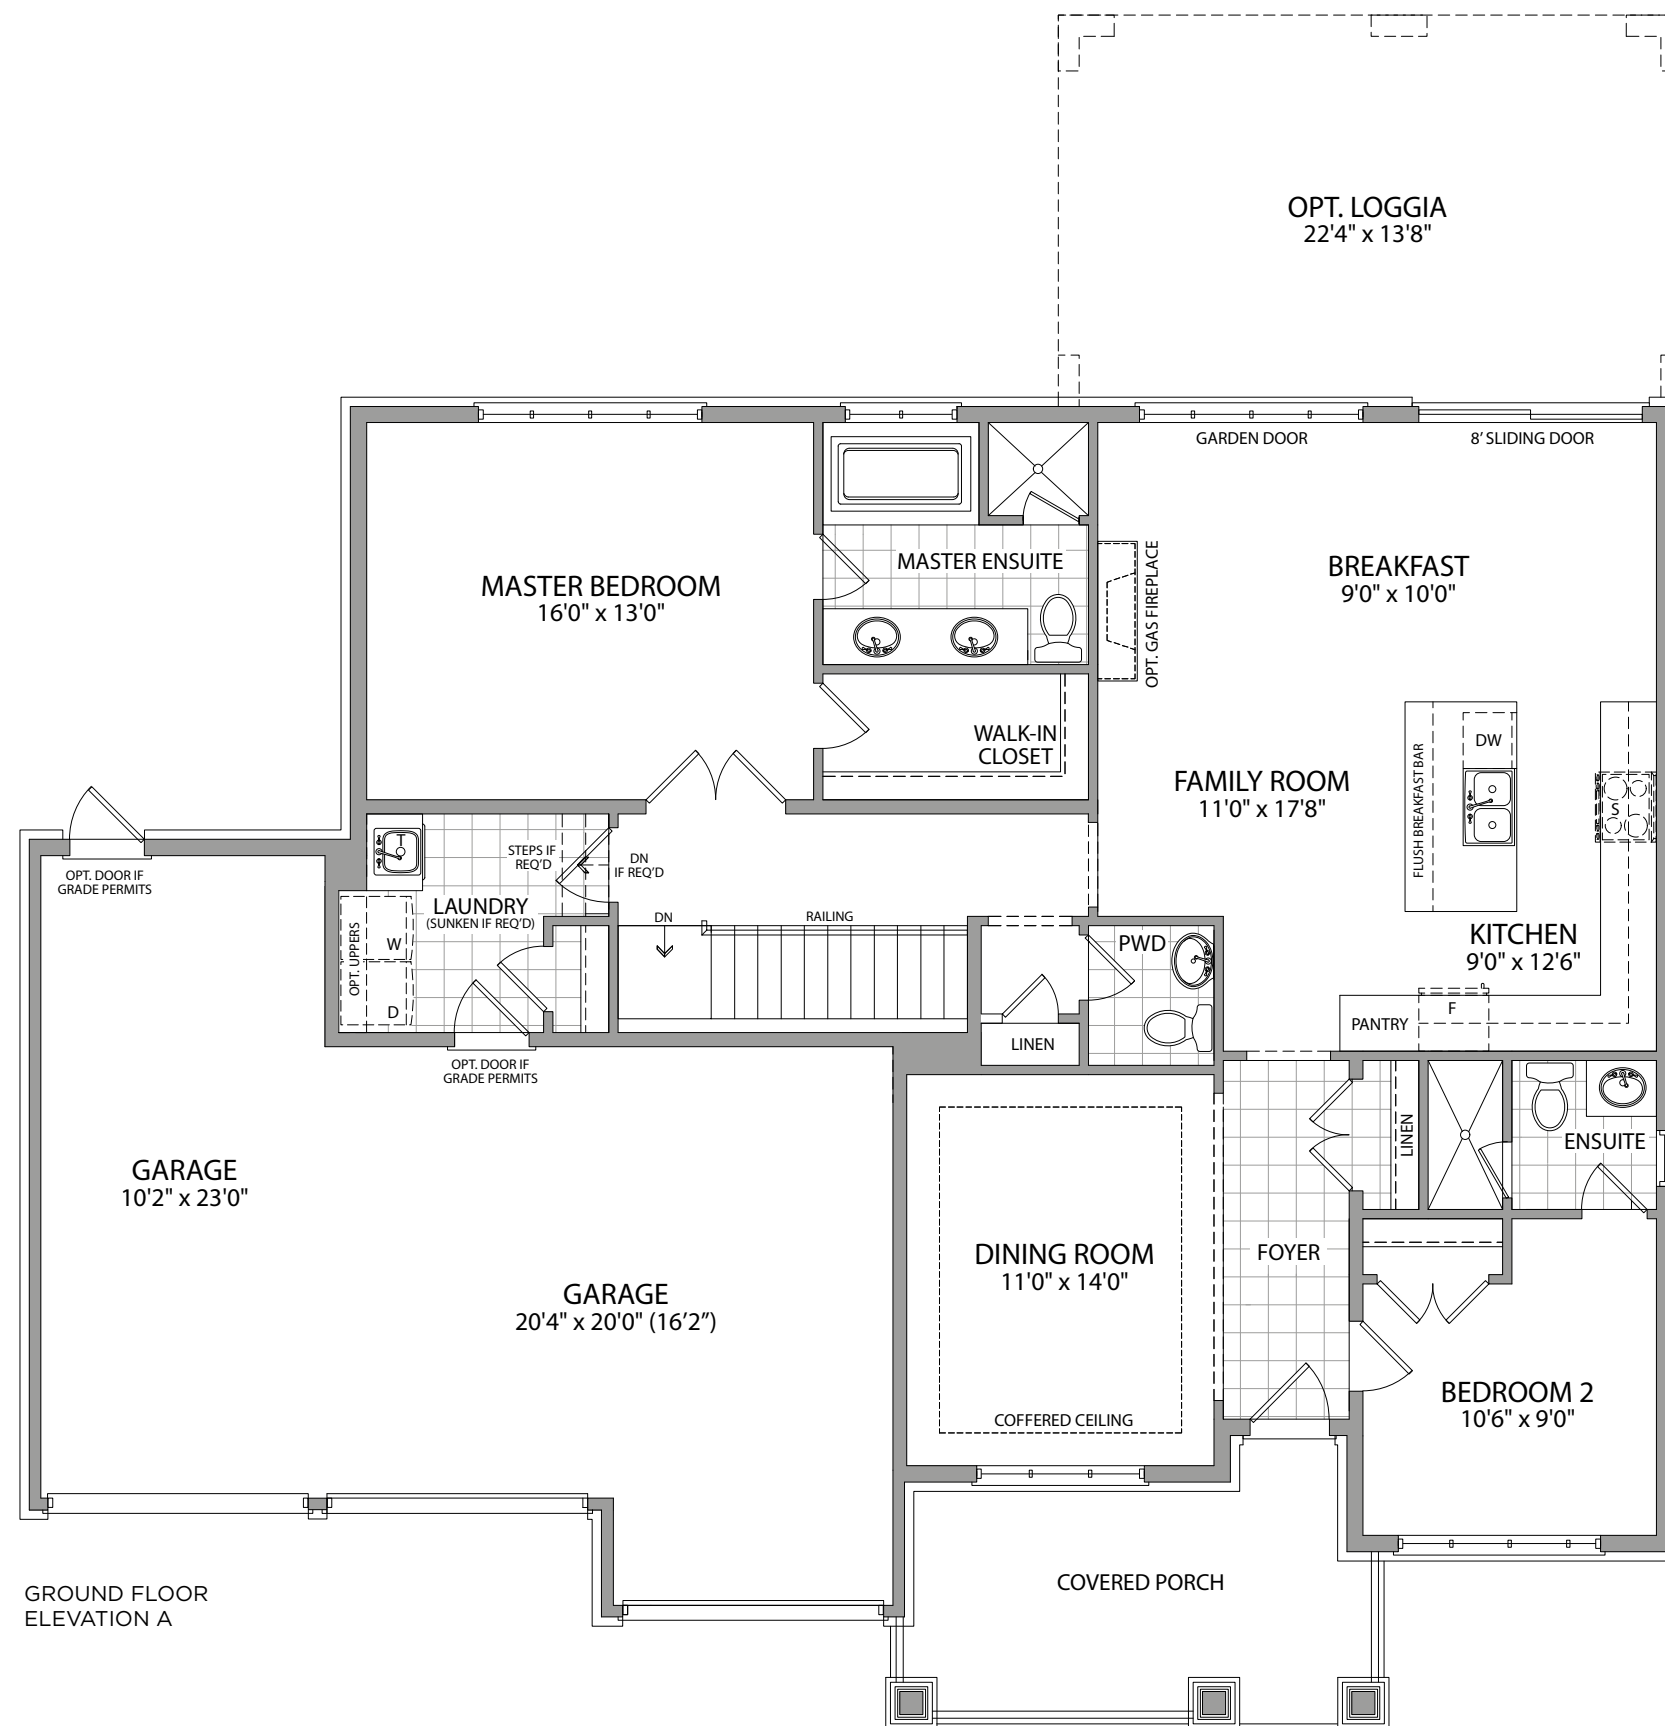 OPT. LOGGIA
22'4" x 13'8"
GARDEN DOOR
8' SLIDING DOOR
MASTER BEDROOM
16'0" x 13'0"
MASTER ENSUITE
OPT. GAS FIREPLACE
BREAKFAST
9'0" x 10'0"
WALK-IN
CLOSET
FAMILY ROOM
11'0" x 17'8"
FLUSH BREAKFAST BAR
DW
S
OPT. DOOR IF
GRADE PERMITS
T
STEPS IF
REQ'D
DN
IF REQ'D
LAUNDRY
(SUNKEN IF REQ'D)
OPT. UPPERS
W
D
DN
RAILING
PWD
KITCHEN
9'0" x 12'6"
PANTRY
F
LINEN
OPT. DOOR IF
GRADE PERMITS
LINEN
ENSUITE
GARAGE
10'2" x 23'0"
DINING ROOM
11'0" x 14'0"
FOYER
GARAGE
20'4" x 20'0" (16'2")
COFFERED CEILING
BEDROOM 2
10'6" x 9'0"
COVERED PORCH
GROUND FLOOR
ELEVATION A